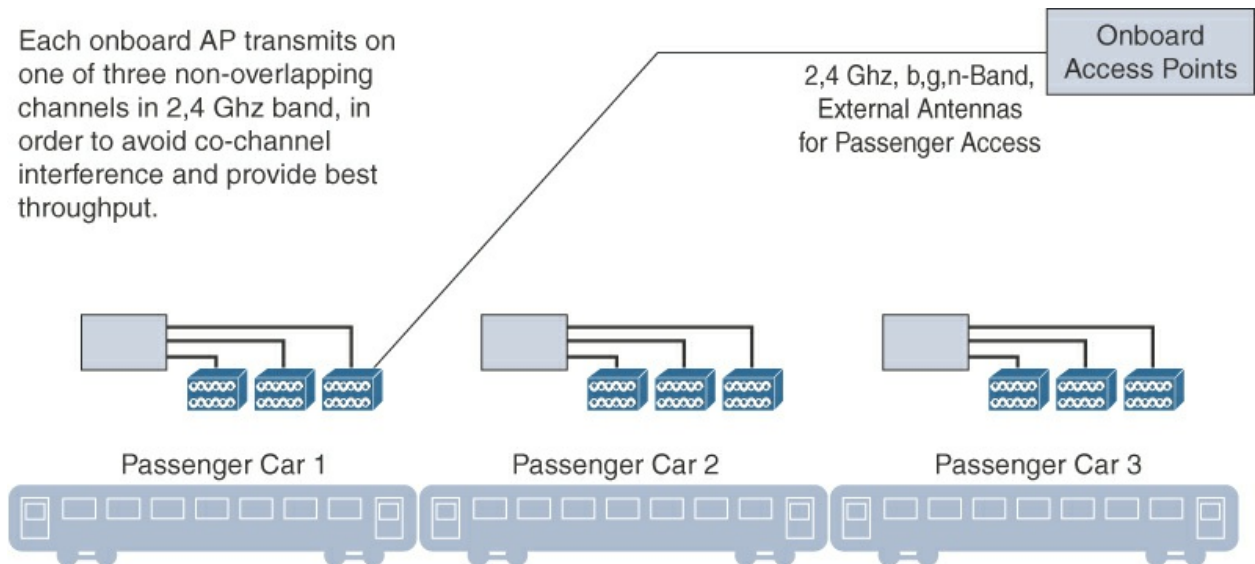 Each onboard AP transmits on
one of three non-overlapping
channels in 2,4 Ghz band, in
order to avoid co-channel
interference and provide best
throughput.
Onboard
Access Points
2,4 Ghz, b,g,n-Band,
External Antennas
for Passenger Access
Passenger Car 1
Passenger Car 2
Passenger Car 3